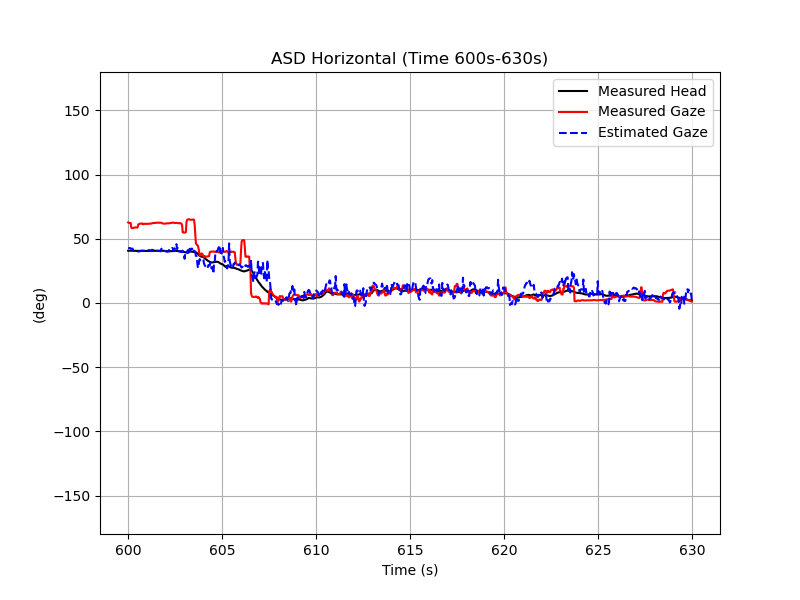 ASD Horizontal (Time 600s-630s)
Measured Head
Measured Gaze
Estimated Gaze
150
100
50
0
−50
−100
−150
(deg)
600 605 610 615 620 625 630
Time (s)